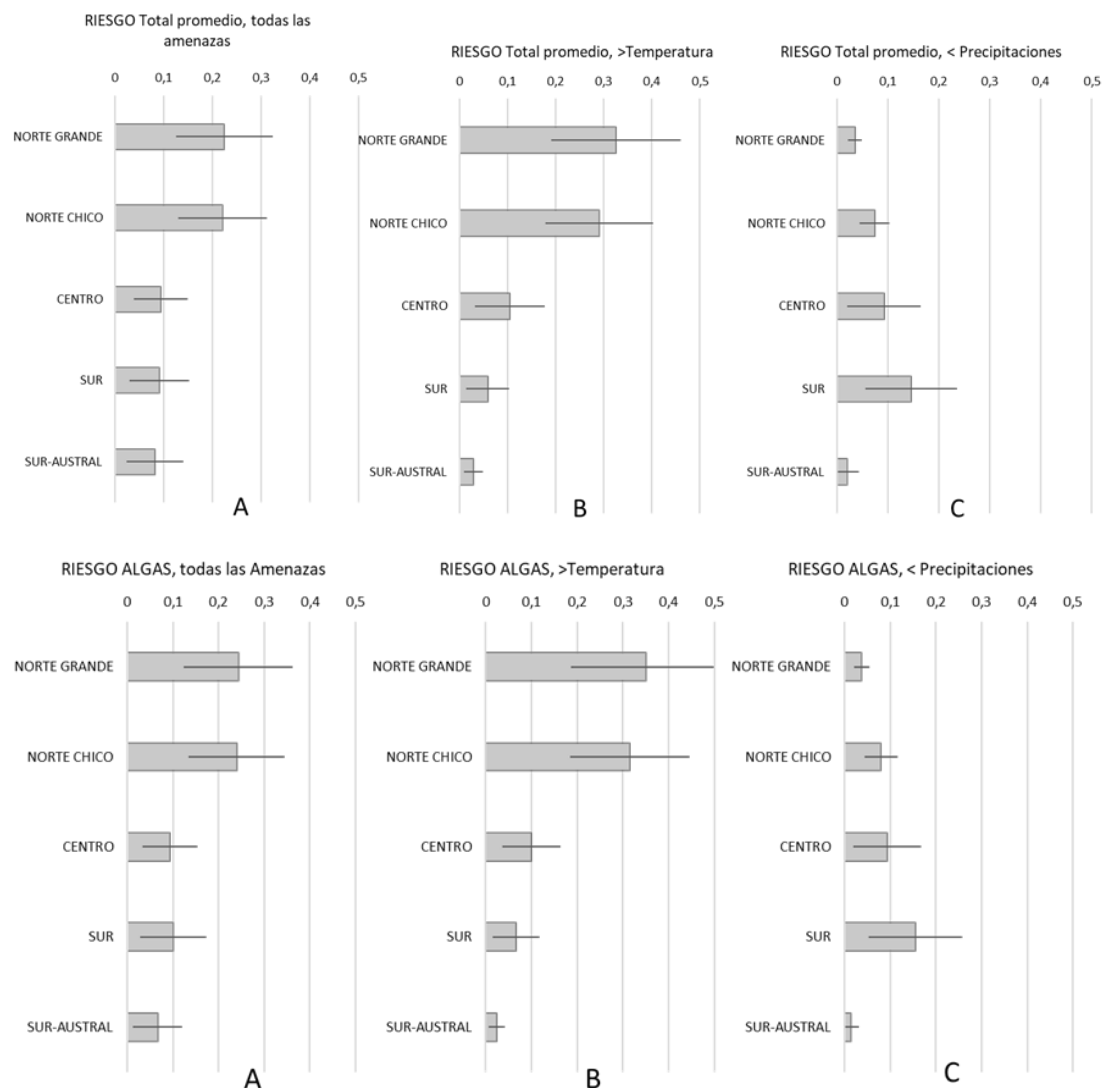 RIESGO Total promedio, todas las
amenazas
0 0,1 0,2 0,3 0,4 0,5
NORTE GRANDE
NORTE CHICO
CENTRO
SUR
SUR-AUSTRAL
A
RIESGO Total promedio, >Temperatura
0 0,1 0,2 0,3 0,4 0,5
NORTE GRANDE
NORTE CHICO
CENTRO
SUR
SUR-AUSTRAL
B
RIESGO Total promedio, < Precipitaciones
0 0,1 0,2 0,3 0,4 0,5
NORTE GRANDE
NORTE CHICO
CENTRO
SUR
SUR-AUSTRAL
C
RIESGO ALGAS, todas las Amenazas
0 0,1 0,2 0,3 0,4 0,5
NORTE GRANDE
NORTE CHICO
CENTRO
SUR
SUR-AUSTRAL
A
RIESGO ALGAS, >Temperatura
0 0,1 0,2 0,3 0,4 0,5
NORTE GRANDE
NORTE CHICO
CENTRO
SUR
SUR-AUSTRAL
B
RIESGO ALGAS, < Precipitaciones
0 0,1 0,2 0,3 0,4 0,5
NORTE GRANDE
NORTE CHICO
CENTRO
SUR
SUR-AUSTRAL
C